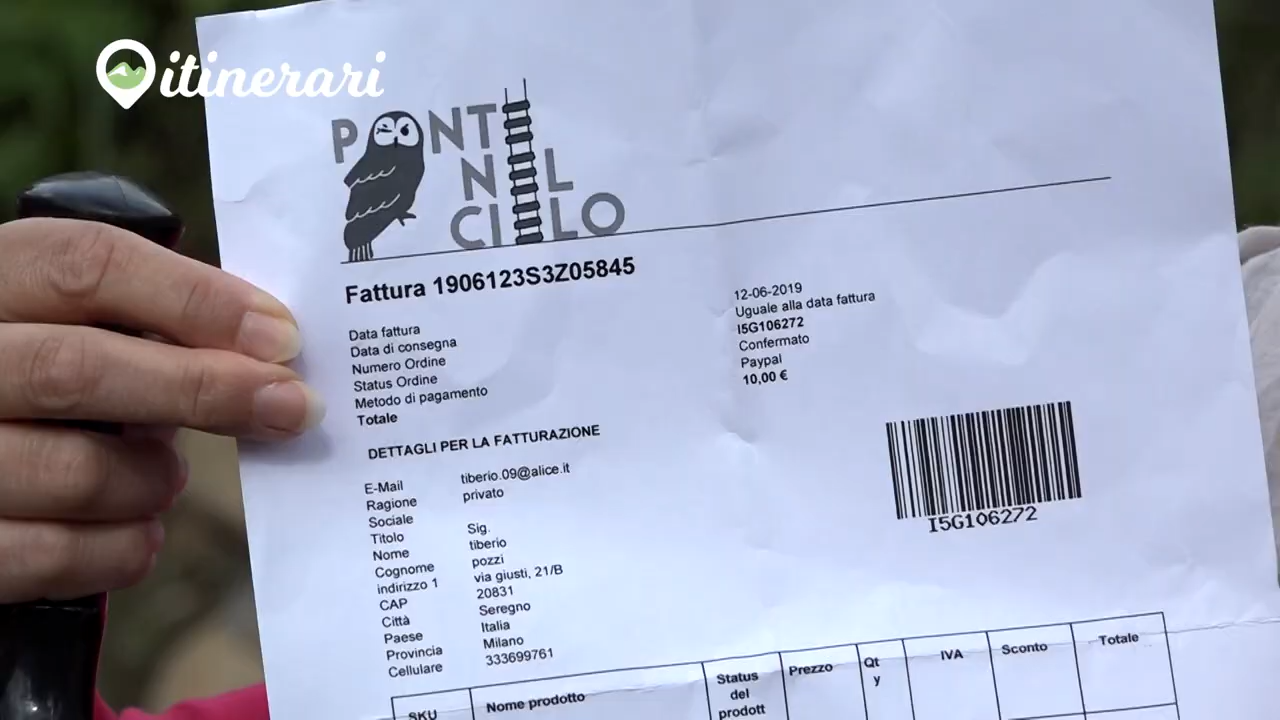 itinerari
PONTI
NEL
CIELO
Fattura 1906123S3Z05845
Data fattura 12-06-2019
Data di consegna Uguale alla data fattura
Numero Ordine I5G106272
Status Ordine Confermato
Metodo di pagamento Paypal
Totale 10,00 €
I5G106272
DETTAGLI PER LA FATTURAZIONE
E-Mail tiberio.09@alice.it
Ragione privato
Sociale
Titolo Sig.
Nome tiberio
Cognome pozzi
indirizzo 1 via giusti, 21/B
CAP 20831
Città Seregno
Paese Italia
Provincia Milano
Cellulare 333699761
SKU Nome prodotto Status del prodott Prezzo Qt y IVA Sconto Totale